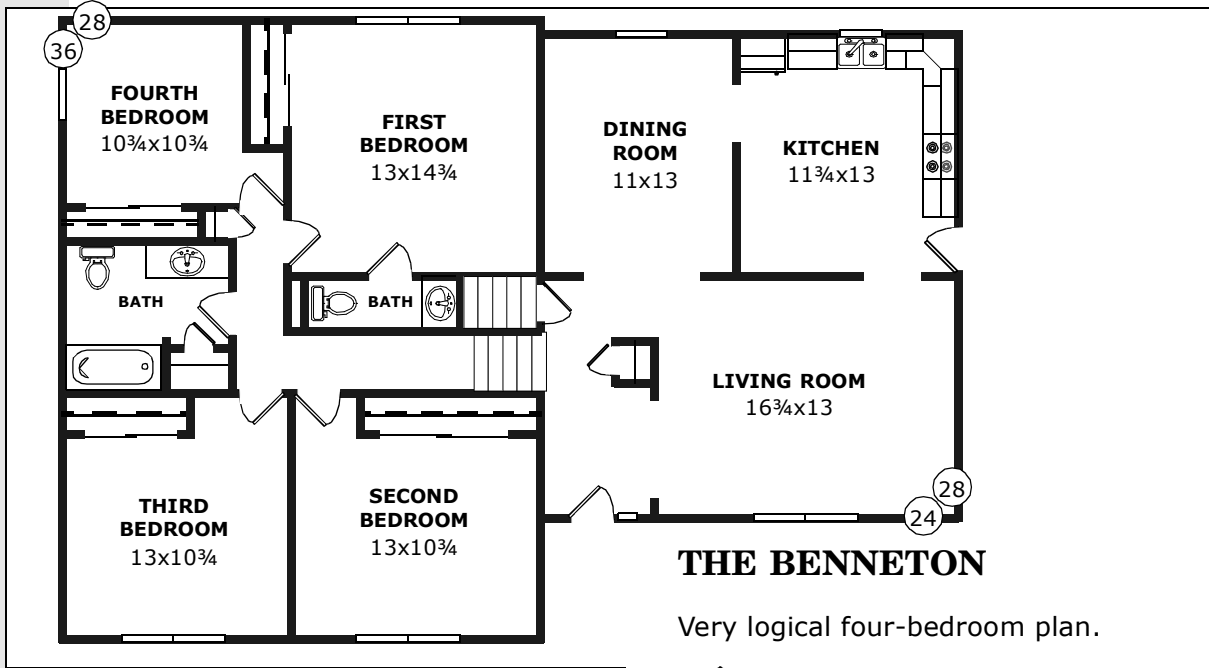 28
36
FOURTH
BEDROOM
10¾x10¾
FIRST
BEDROOM
13x14¾
DINING
ROOM
11x13
KITCHEN
11¾x13
BATH
BATH
LIVING ROOM
16¾x13
THIRD
BEDROOM
13x10¾
SECOND
BEDROOM
13x10¾
28
24
THE BENNETON
Very logical four-bedroom plan.